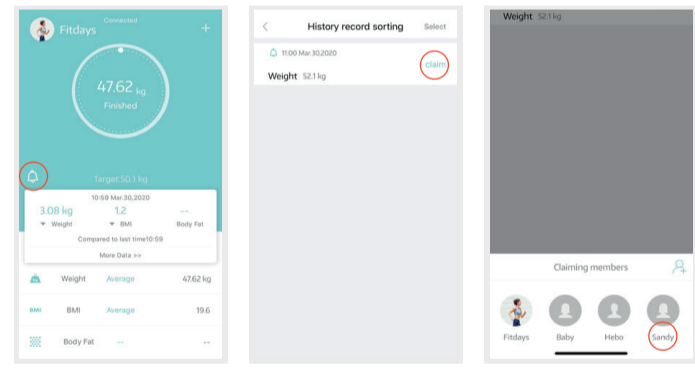 Connected
Fitdays
+
47.62 kg
Finished
Target:50.1 kg
10:59 Mar.30,2020
3.08 kg 1.2 --
Weight BMI Body Fat
Compared to last time10:59
More Data >>
Weight Average 47.62 kg
BMI BMI Average 19.6
Body Fat -- --
History record sorting Select
11:00 Mar.30,2020
claim
Weight 52.1 kg
Weight 52.1 kg
Claiming members
Fitdays Baby Hebo Sandy